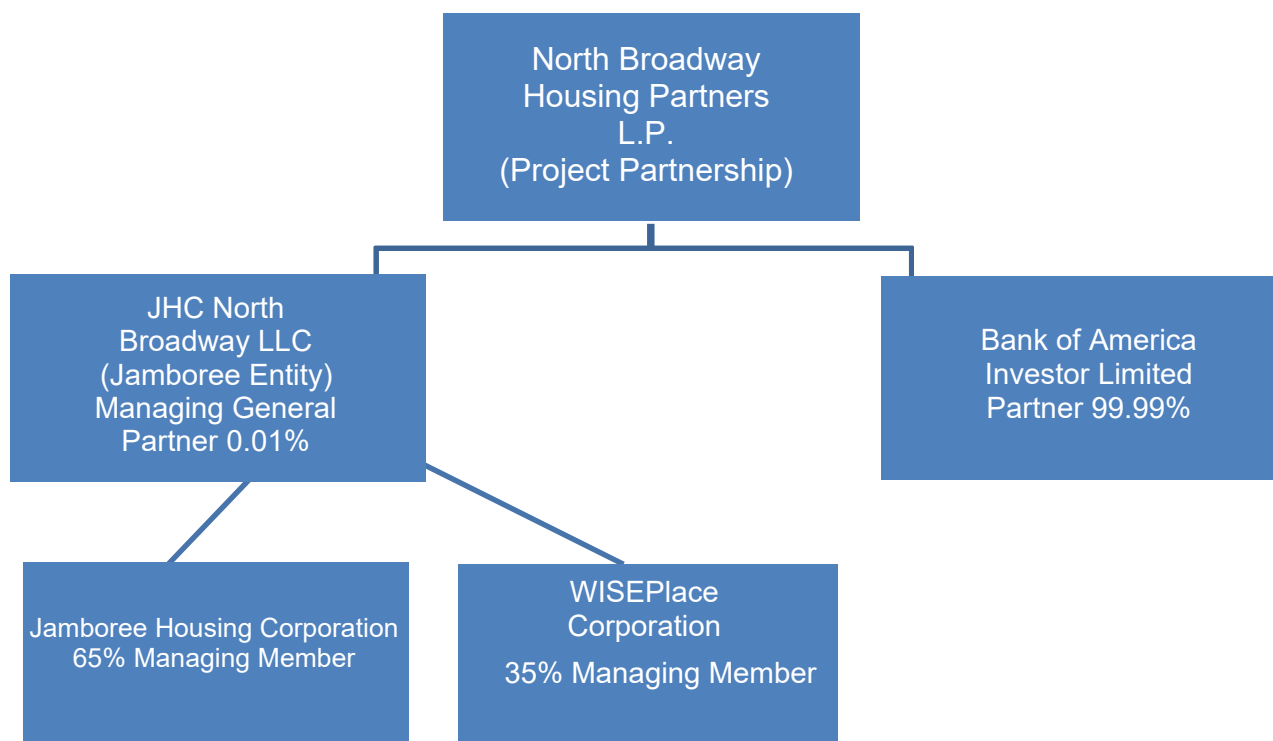 North Broadway
Housing Partners
L.P.
(Project Partnership)
JHC North
Broadway LLC
(Jamboree Entity)
Managing General
Partner 0.01%
Bank of America
Investor Limited
Partner 99.99%
Jamboree Housing Corporation
65% Managing Member
WISEPlace
Corporation
35% Managing Member